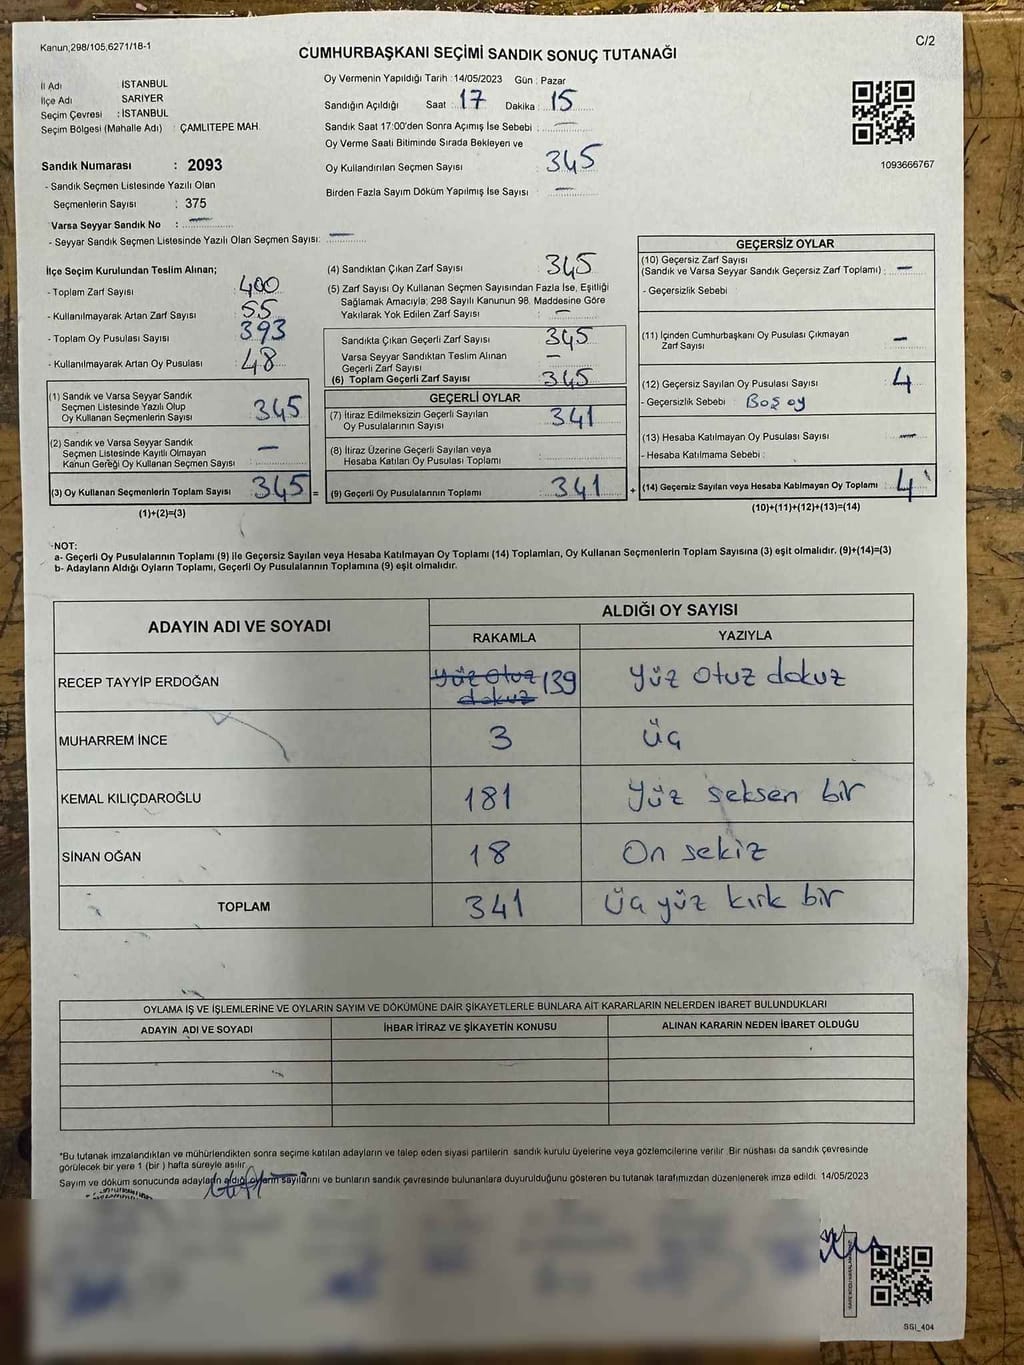 Kanun,298/105,6271/18-1
C/2
CUMHURBAŞKANI SEÇİMİ SANDIK SONUÇ TUTANAĞI
İl Adı İSTANBUL
İlçe Adı SARIYER
Seçim Çevresi : İSTANBUL
Seçim Bölgesi (Mahalle Adı) : ÇAMLITEPE MAH.
Sandık Numarası : 2093
- Sandık Seçmen Listesinde Yazılı Olan
Seçmenlerin Sayısı : 375
Varsa Seyyar Sandık No : —
- Seyyar Sandık Seçmen Listesinde Yazılı Olan Seçmen Sayısı: —
Oy Vermenin Yapıldığı Tarih : 14/05/2023 Gün : Pazar
Sandığın Açıldığı Saat : 17 Dakika : 15
Sandık Saat 17:00'den Sonra Açılmış İse Sebebi : —
Oy Verme Saati Bitiminde Sırada Bekleyen ve
Oy Kullandırılan Seçmen Sayısı : 345
Birden Fazla Sayım Döküm Yapılmış İse Sayısı : —
1093666767
İlçe Seçim Kurulundan Teslim Alınan;
- Toplam Zarf Sayısı : 400
- Kullanılmayarak Artan Zarf Sayısı : 55
- Toplam Oy Pusulası Sayısı : 393
- Kullanılmayarak Artan Oy Pusulası : 48
(1) Sandık ve Varsa Seyyar Sandık
Seçmen Listesinde Yazılı Olup
Oy Kullanan Seçmenlerin Sayısı : 345
(2) Sandık ve Varsa Seyyar Sandık
Seçmen Listesinde Kayıtlı Olmayan
Kanun Gereği Oy Kullanan Seçmen Sayısı : —
(3) Oy Kullanan Seçmenlerin Toplam Sayısı : 345 =
(1)+(2)=(3)
(4) Sandıktan Çıkan Zarf Sayısı : 345
(5) Zarf Sayısı Oy Kullanan Seçmen Sayısından Fazla İse, Eşitliği
Sağlamak Amacıyla; 298 Sayılı Kanunun 98. Maddesine Göre
Yakılarak Yok Edilen Zarf Sayısı : —
Sandıkta Çıkan Geçerli Zarf Sayısı : 345
Varsa Seyyar Sandıktan Teslim Alınan
Geçerli Zarf Sayısı : —
(6) Toplam Geçerli Zarf Sayısı : 345
GEÇERLİ OYLAR
(7) İtiraz Edilmeksizin Geçerli Sayılan
Oy Pusulalarının Sayısı : 341
(8) İtiraz Üzerine Geçerli Sayılan veya
Hesaba Katılan Oy Pusulası Toplamı :
(9) Geçerli Oy Pusulalarının Toplamı : 341 +
GEÇERSİZ OYLAR
(10) Geçersiz Zarf Sayısı
(Sandık ve Varsa Seyyar Sandık Geçersiz Zarf Toplamı) : —
- Geçersizlik Sebebi :
(11) İçinden Cumhurbaşkanı Oy Pusulası Çıkmayan
Zarf Sayısı : —
(12) Geçersiz Sayılan Oy Pusulası Sayısı : 4
- Geçersizlik Sebebi : Boş oy
(13) Hesaba Katılmayan Oy Pusulası Sayısı : —
- Hesaba Katılmama Sebebi :
(14) Geçersiz Sayılan veya Hesaba Katılmayan Oy Toplamı : 4
(10)+(11)+(12)+(13)=(14)
-NOT:
a- Geçerli Oy Pusulalarının Toplamı (9) ile Geçersiz Sayılan veya Hesaba Katılmayan Oy Toplamı (14) Toplamları, Oy Kullanan Seçmenlerin Toplam Sayısına (3) eşit olmalıdır. (9)+(14)=(3)
b- Adayların Aldığı Oyların Toplamı, Geçerli Oy Pusulalarının Toplamına (9) eşit olmalıdır.
ADAYIN ADI VE SOYADI
ALDIĞI OY SAYISI
RAKAMLA YAZIYLA
RECEP TAYYİP ERDOĞAN yüz otuz dokuz 139 yüz otuz dokuz
MUHARREM İNCE 3 üç
KEMAL KILIÇDAROĞLU 181 yüz seksen bir
SİNAN OĞAN 18 On sekiz
TOPLAM 341 üç yüz kırk bir
OYLAMA İŞ VE İŞLEMLERİNE VE OYLARIN SAYIM VE DÖKÜMÜNE DAİR ŞİKAYETLERLE BUNLARA AİT KARARLARIN NELERDEN İBARET BULUNDUKLARI
ADAYIN ADI VE SOYADI İHBAR İTİRAZ VE ŞİKAYETİN KONUSU ALINAN KARARIN NEDEN İBARET OLDUĞU
"Bu tutanak imzalandıktan ve mühürlendikten sonra seçime katılan adayların ve talep eden siyasi partilerin sandık kurulu üyelerine veya gözlemcilerine verilir. Bir nüshası da sandık çevresinde
görülecek bir yere 1 (bir ) hafta süreyle asılır.
Sayım ve döküm sonucunda adayların aldığı oyların sayılarını ve bunların sandık çevresinde bulunanlara duyurulduğunu gösteren bu tutanak tarafımızdan düzenlenerek imza edildi. 14/05/2023
SSI_404